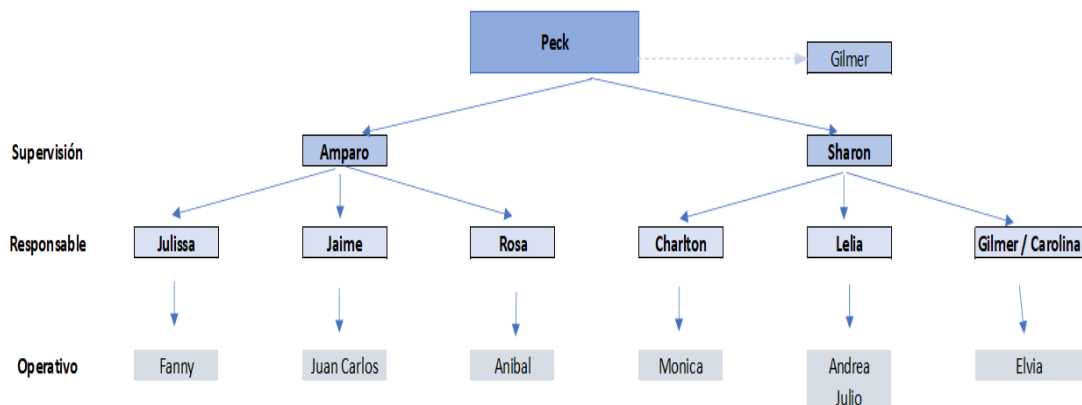 Peck
Gilmer
Supervisión
Amparo
Sharon
Responsable
Julissa
Jaime
Rosa
Charlton
Lelia
Gilmer / Carolina
Operativo
Fanny
Juan Carlos
Anibal
Monica
Andrea
Julio
Elvia